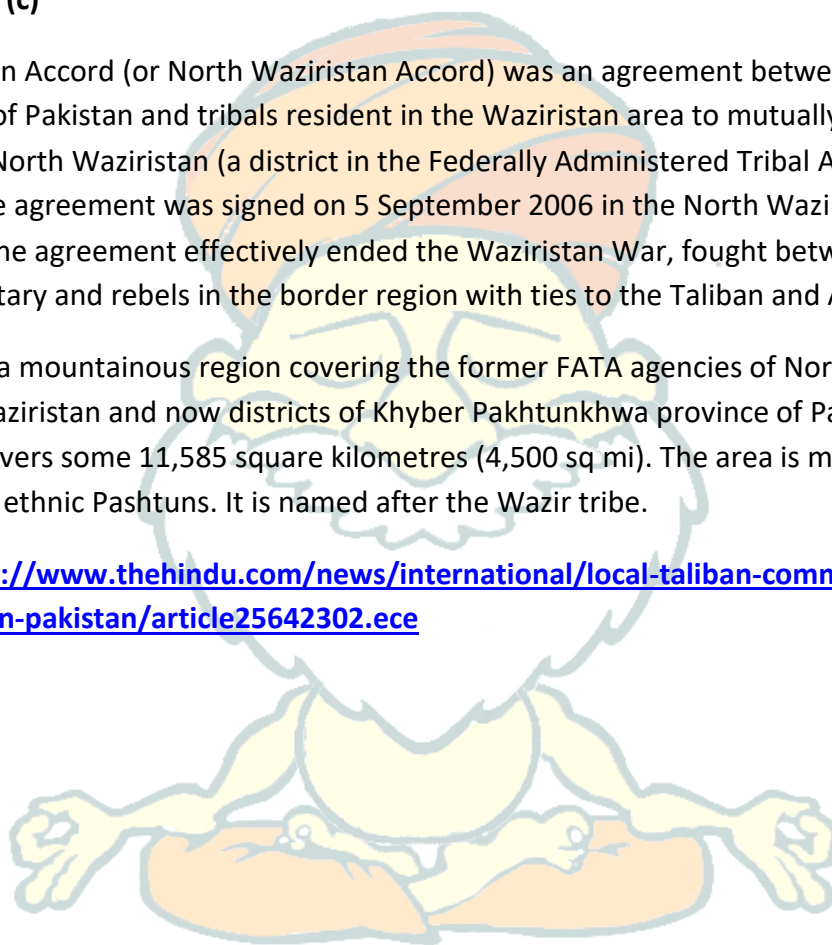 (c)
n Accord (or North Waziristan Accord) was an agreement betwe
of Pakistan and tribals resident in the Waziristan area to mutually
North Waziristan (a district in the Federally Administered Tribal A
e agreement was signed on 5 September 2006 in the North Wazi
he agreement effectively ended the Waziristan War, fought betw
tary and rebels in the border region with ties to the Taliban and A
a mountainous region covering the former FATA agencies of Nor
aziristan and now districts of Khyber Pakhtunkhwa province of Pa
vers some 11,585 square kilometres (4,500 sq mi). The area is m
ethnic Pashtuns. It is named after the Wazir tribe.
://www.thehindu.com/news/international/local-taliban-comm
n-pakistan/article25642302.ece